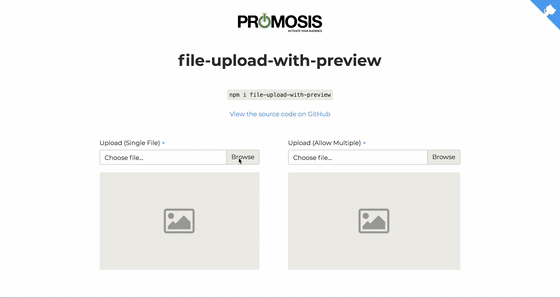 PROMOSIS
ACTIVATE YOUR AUDIENCE
file-upload-with-preview
npm i file-upload-with-preview
View the source code on GitHub
Upload (Single File)
Choose file...
Browse
Upload (Allow Multiple)
Choose file...
Browse